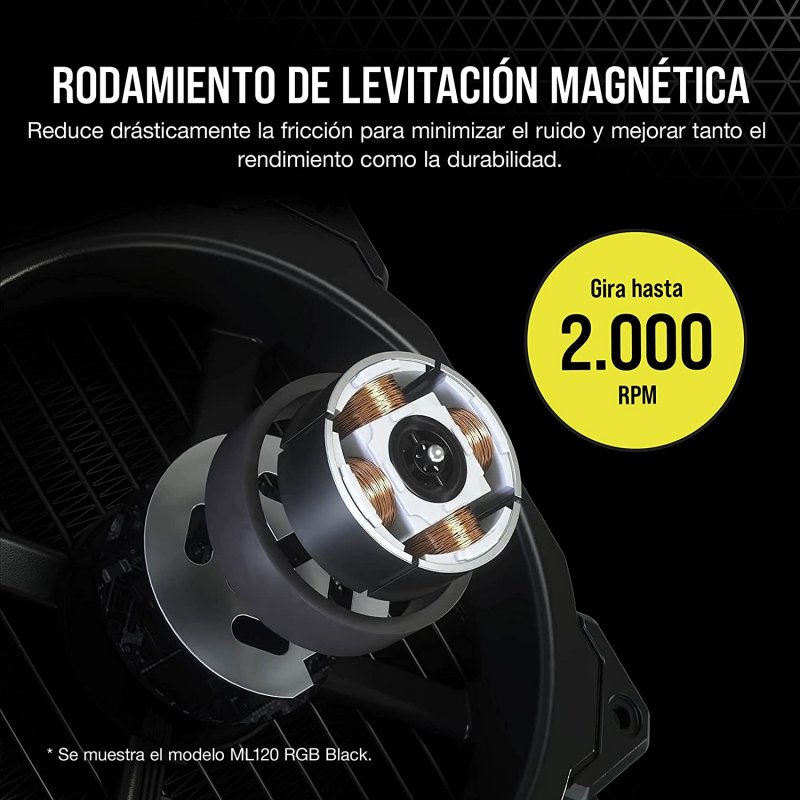 RODAMIENTO DE LEVITACIÓN MAGNÉTICA
Reduce drásticamente la fricción para minimizar el ruido y mejorar tanto el
rendimiento como la durabilidad.
Gira hasta
2.000
RPM
* Se muestra el modelo ML120 RGB Black.